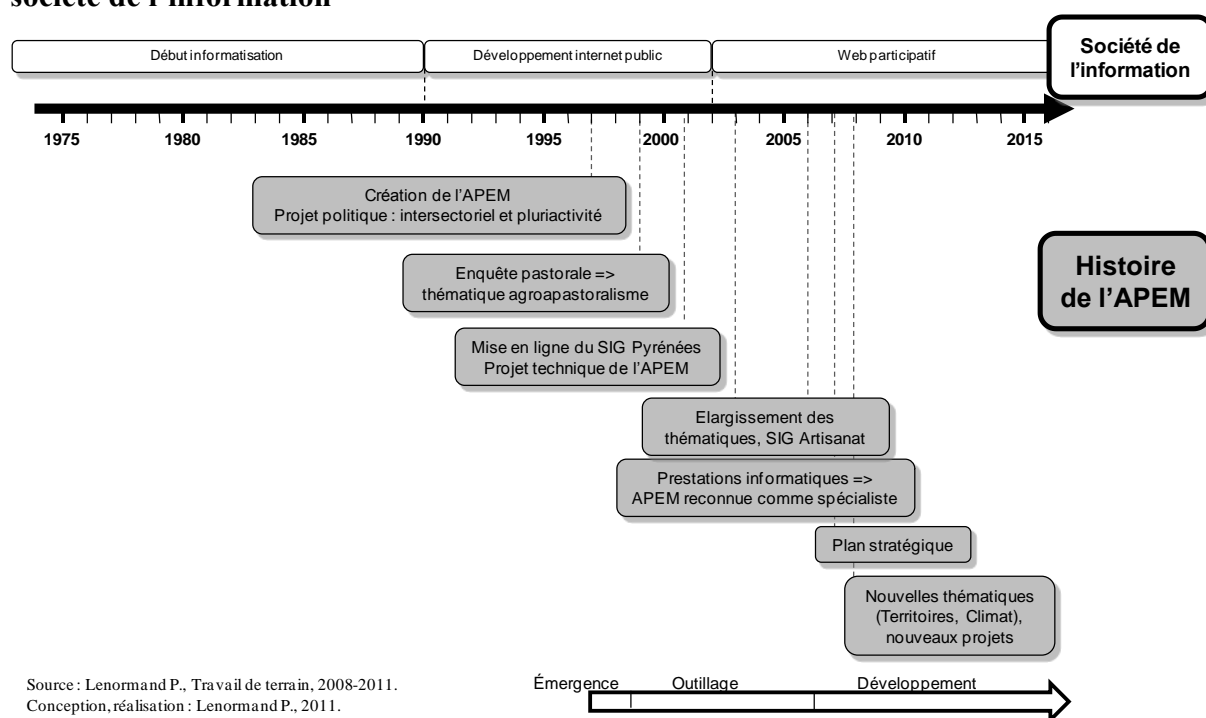 société de l'information
Début informatisation
Développement internet public
Web participatif
Société de
l'information
1975
1980
1985
1990
1995
2000
2005
2010
2015
Création de l'APEM
Projet politique : intersectoriel et pluriactivité
Enquête pastorale =>
thématique agroapastoralisme
Histoire
de l'APEM
Mise en ligne du SIG Pyrénées
Projet technique de l'APEM
Elargissement des
thématiques, SIG Artisanat
Prestations informatiques =>
APEM reconnue comme spécialiste
Plan stratégique
Nouvelles thématiques
(Territoires, Climat),
nouveaux projets
Source : Lenormand P., Travail de terrain, 2008-2011.
Conception, réalisation : Lenormand P., 2011.
Émergence
Outillage
Développement